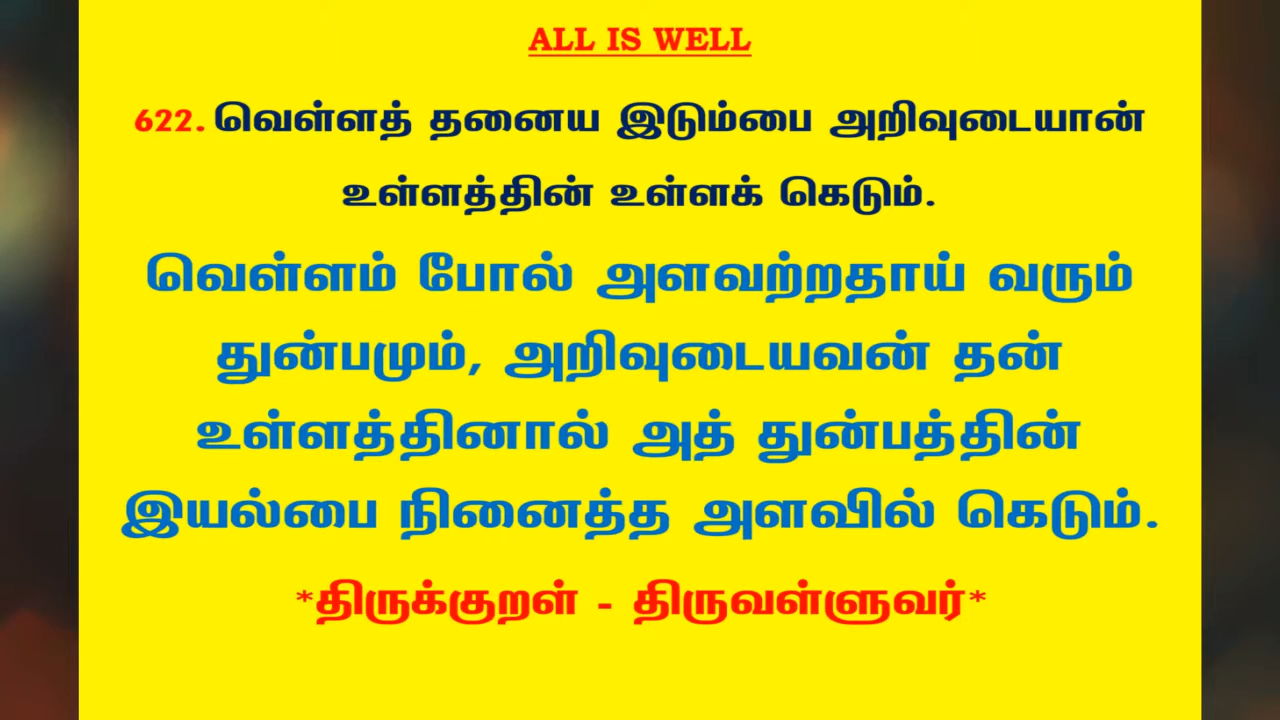 ALL IS WELL
622. வெள்ளத் தனைய இடும்பை அறிவுடையான்
உள்ளத்தின் உள்ளக் கெடும்.
வெள்ளம் போல் அளவற்றதாய் வரும்
துன்பமும், அறிவுடையவன் தன்
உள்ளத்தினால் அத் துன்பத்தின்
இயல்பை நினைத்த அளவில் கெடும்.
*திருக்குறள் - திருவள்ளுவர்*